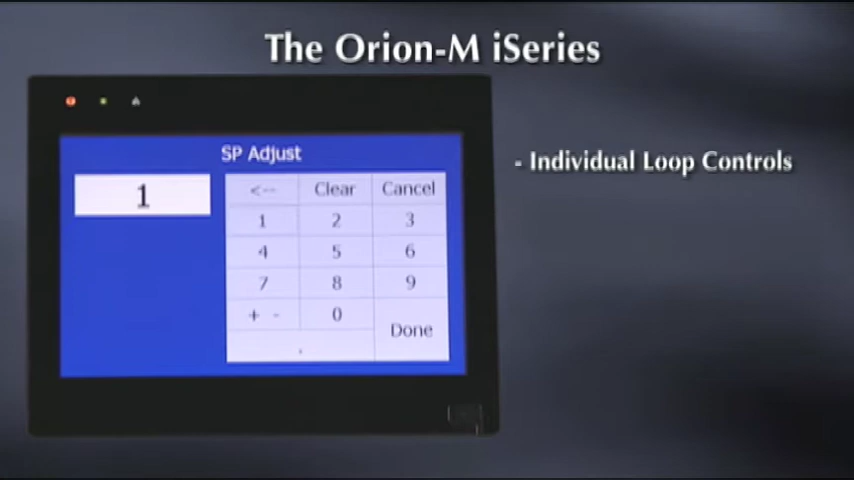 The Orion-M iSeries
SP Adjust
- Individual Loop Controls
1
<-- Clear Cancel
1 2 3
4 5 6
7 8 9
+ - 0
Done
.